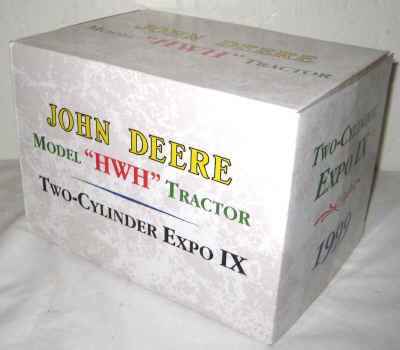 JOHN DEERE
MODEL "HWH" TRACTOR
JOHN DEERE
MODEL "HWH" TRACTOR
TWO-CYLINDER EXPO IX
TWO-CYLINDER
EXPO IX
1999